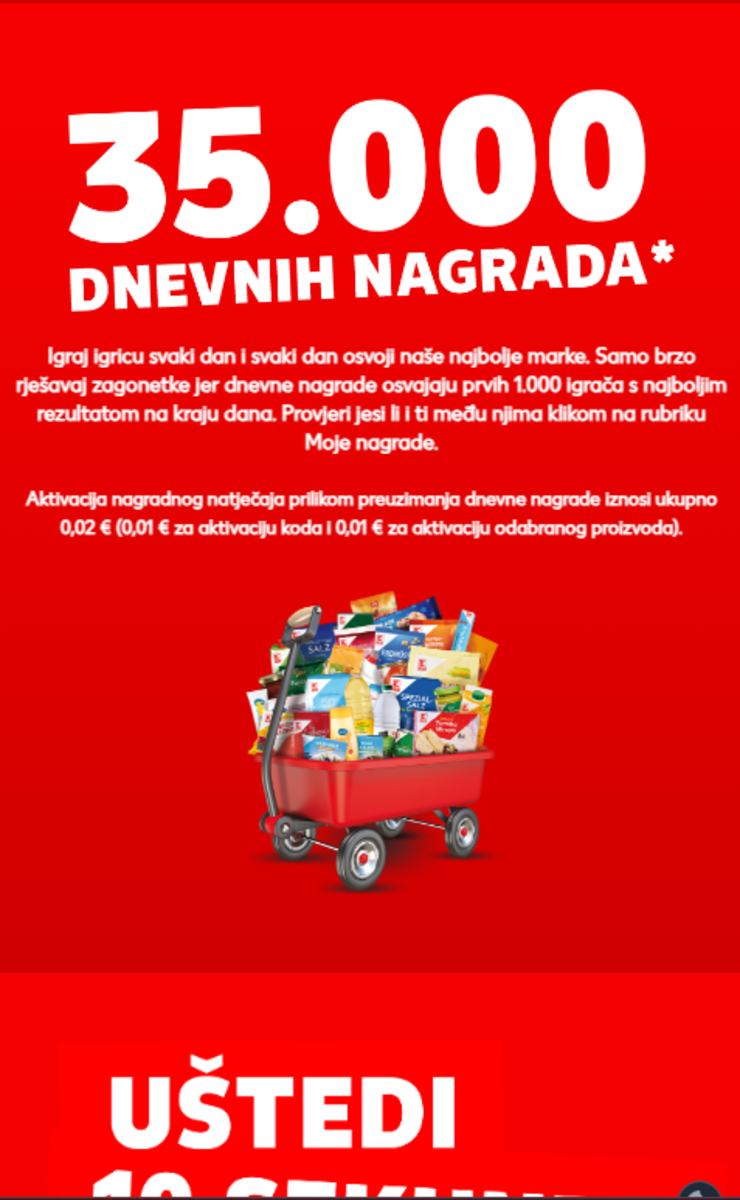 35.000
DNEVNIH NAGRADA*
Igraj igricu svaki dan i svaki dan osvoji naše najbolje marke. Samo brzo
rješavaj zagonetke jer dnevne nagrade osvajaju prvih 1.000 igrača s najboljim
rezultatom na kraju dana. Provjeri jesi li i ti među njima klikom na rubriku
Moje nagrade.
Aktivacija nagradnog natječaja prilikom preuzimanja dnevne nagrade iznosi ukupno
0,02 € (0,01 € za aktivaciju koda i 0,01 € za aktivaciju odabranog proizvoda).
SALZ
SPEZIAL
SALZ
UŠTEDI